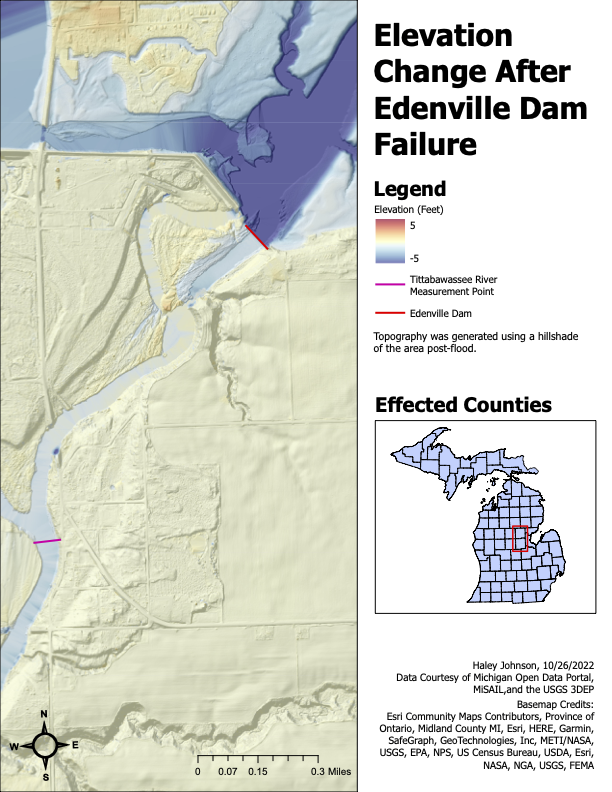 Elevation
Change After
Edenville Dam
Failure
Legend
Elevation (Feet)
5
-5
Tittabawassee River
Measurement Point
Edenville Dam
Topography was generated using a hillshade
of the area post-flood.
Effected Counties
Haley Johnson, 10/26/2022
Data Courtesy of Michigan Open Data Portal,
MiSAIL,and the USGS 3DEP
Basemap Credits:
Esri Community Maps Contributors, Province of
Ontario, Midland County MI, Esri, HERE, Garmin,
SafeGraph, GeoTechnologies, Inc, METI/NASA,
USGS, EPA, NPS, US Census Bureau, USDA, Esri,
NASA, NGA, USGS, FEMA
N
W E
S
0 0.07 0.15 0.3 Miles